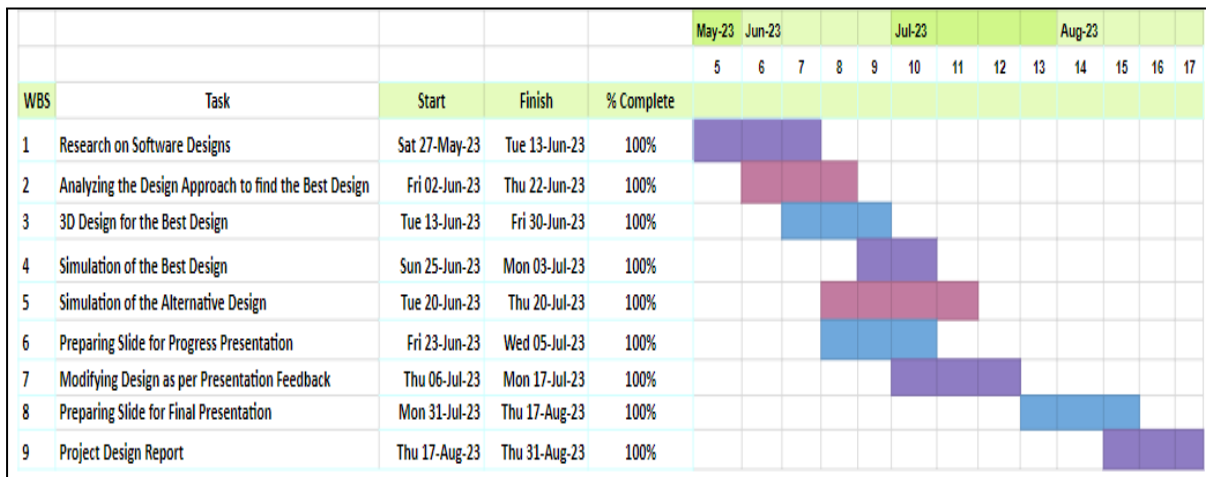 May-23 Jun-23 Jul-23 Aug-23
5 6 7 8 9 10 11 12 13 14 15 16 17
WBS Task Start Finish % Complete
1 Research on Software Designs Sat 27-May-23 Tue 13-Jun-23 100%
2 Analyzing the Design Approach to find the Best Design Fri 02-Jun-23 Thu 22-Jun-23 100%
3 3D Design for the Best Design Tue 13-Jun-23 Fri 30-Jun-23 100%
4 Simulation of the Best Design Sun 25-Jun-23 Mon 03-Jul-23 100%
5 Simulation of the Alternative Design Tue 20-Jun-23 Thu 20-Jul-23 100%
6 Preparing Slide for Progress Presentation Fri 23-Jun-23 Wed 05-Jul-23 100%
7 Modifying Design as per Presentation Feedback Thu 06-Jul-23 Mon 17-Jul-23 100%
8 Preparing Slide for Final Presentation Mon 31-Jul-23 Thu 17-Aug-23 100%
9 Project Design Report Thu 17-Aug-23 Thu 31-Aug-23 100%